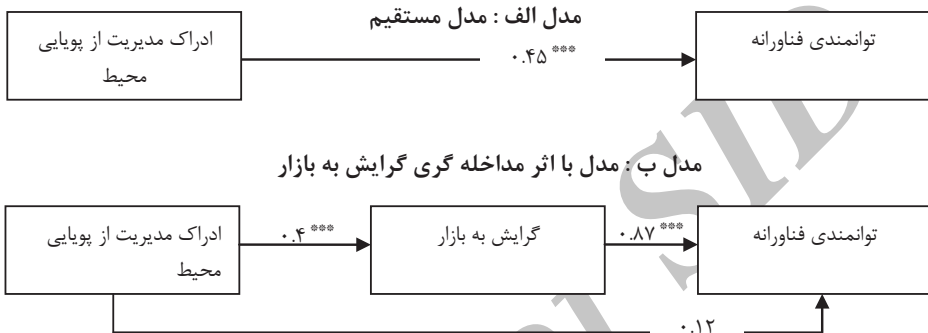 مدل الف : مدل مستقیم
ادراک مدیریت از پویایی
محیط
۰.۴۵ ***
توانمندی فناورانه
مدل ب : مدل با اثر مداخله گری گرایش به بازار
ادراک مدیریت از پویایی
محیط
۰.۴ ***
گرایش به بازار
۰.۸۷ ***
توانمندی فناورانه
۰.۱۲